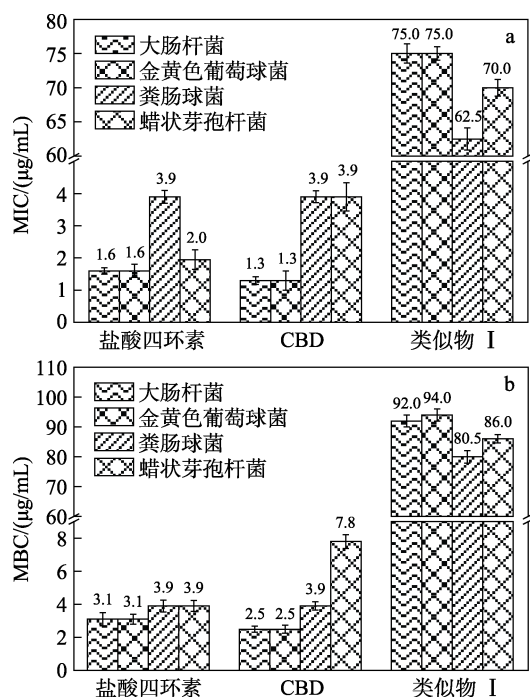 a
大肠杆菌
金黄色葡萄球菌
粪肠球菌
蜡状芽孢杆菌
MIC/(μg/mL)
80
75
70
65
60
4
3
2
1
0
1.6
1.6
3.9
2.0
1.3
1.3
3.9
3.9
75.0
75.0
62.5
70.0
盐酸四环素
CBD
类似物 Ⅰ
b
大肠杆菌
金黄色葡萄球菌
粪肠球菌
蜡状芽孢杆菌
MBC/(μg/mL)
110
100
90
80
70
60
8
6
4
2
0
3.1
3.1
3.9
3.9
2.5
2.5
3.9
7.8
92.0
94.0
80.5
86.0
盐酸四环素
CBD
类似物 Ⅰ